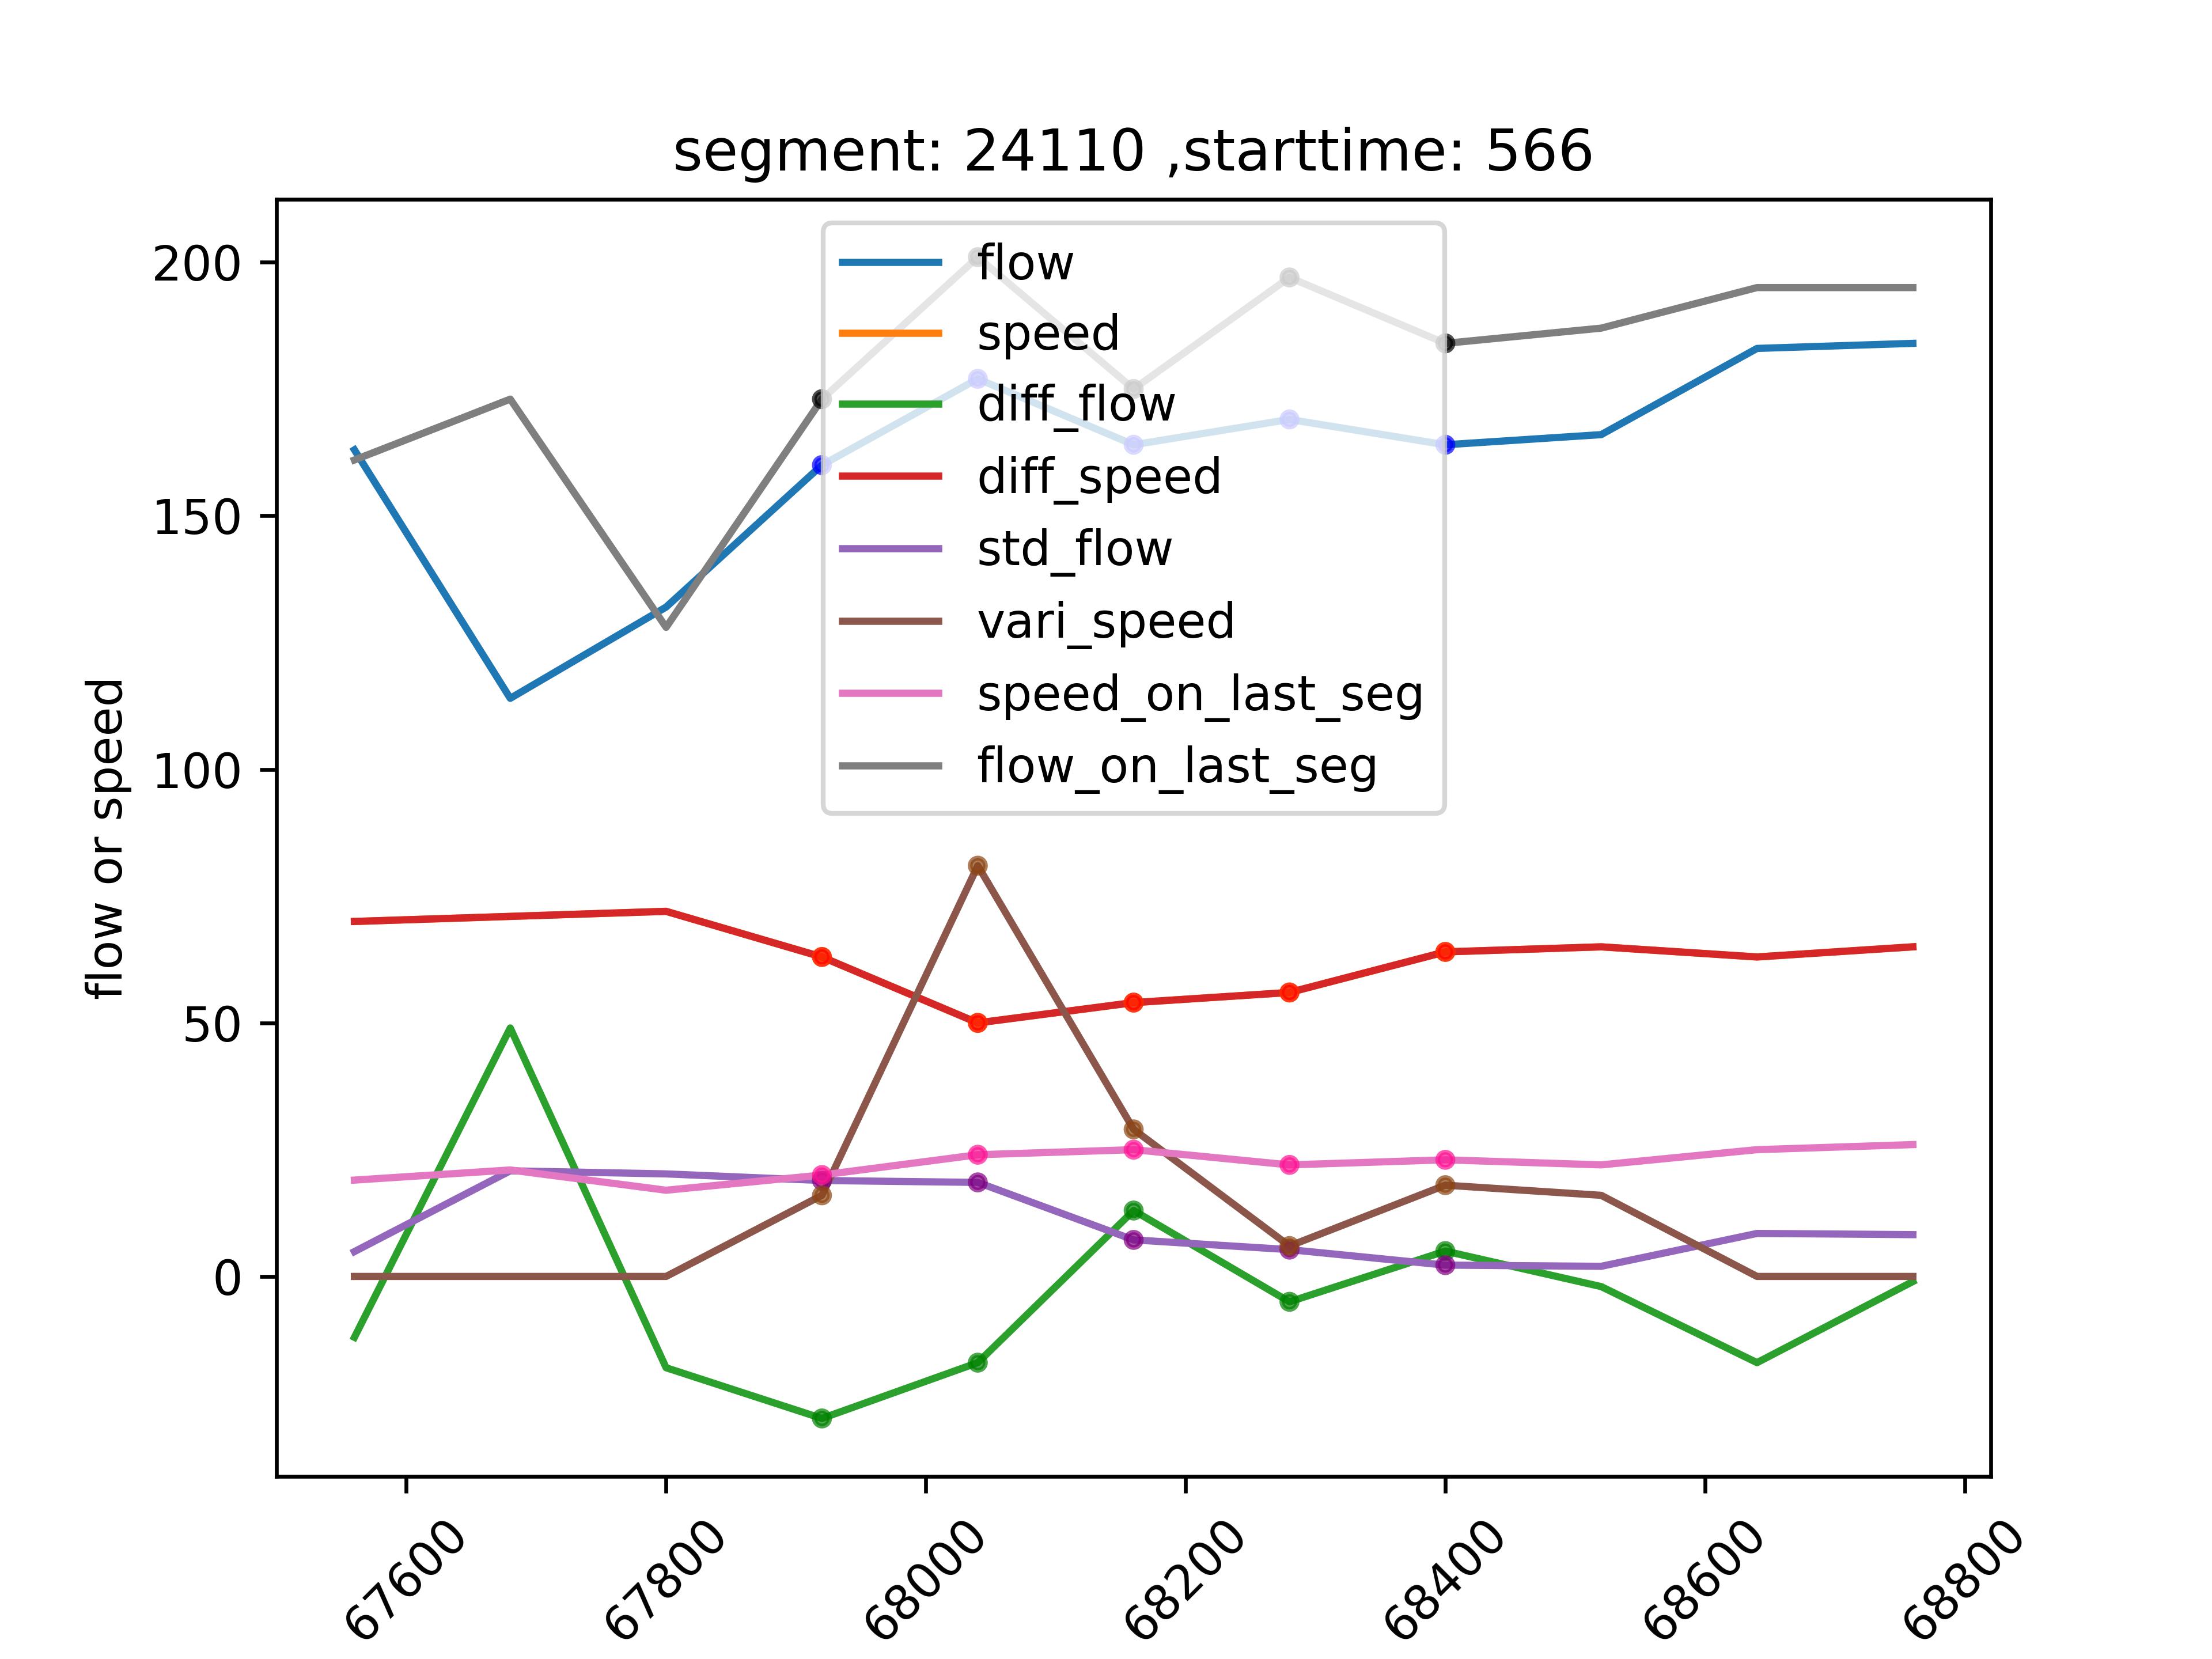 segment: 24110 ,starttime: 566
flow or speed
200
150
100
50
0
flow
speed
diff_flow
diff_speed
std_flow
vari_speed
speed_on_last_seg
flow_on_last_seg
67600
67800
68000
68200
68400
68600
68800